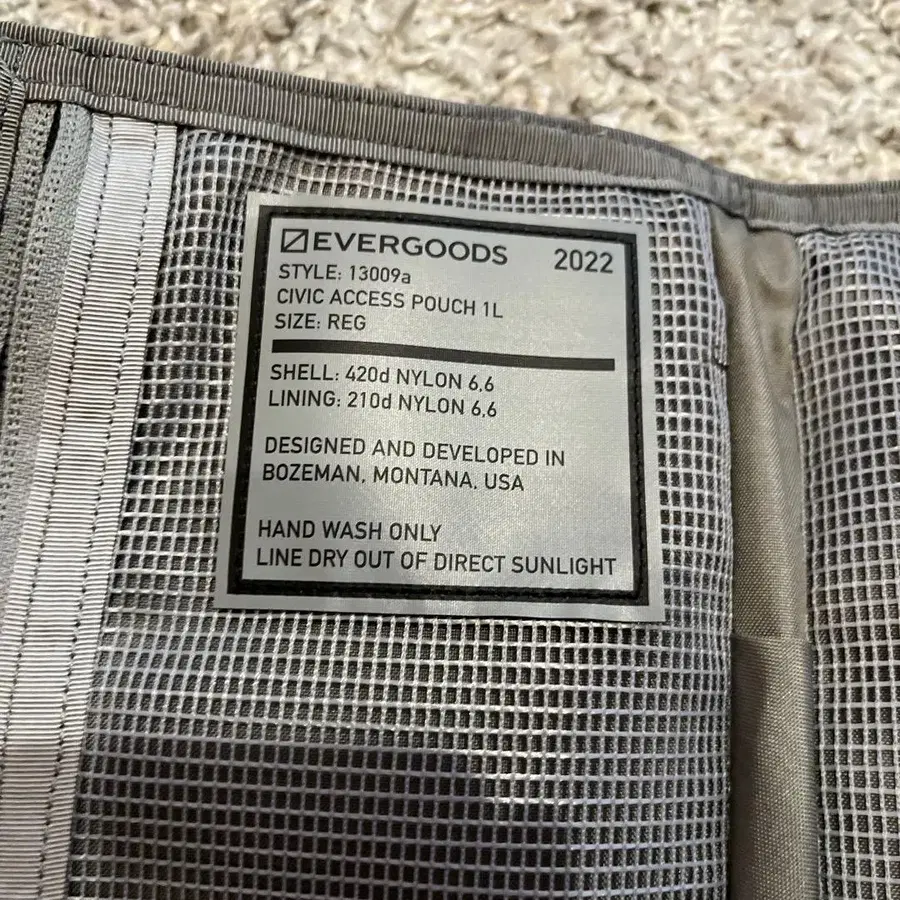 EVERGOODS 2022
STYLE: 13009a
CIVIC ACCESS POUCH 1L
SIZE: REG
SHELL: 420d NYLON 6.6
LINING: 210d NYLON 6.6
DESIGNED AND DEVELOPED IN
BOZEMAN, MONTANA, USA
HAND WASH ONLY
LINE DRY OUT OF DIRECT SUNLIGHT